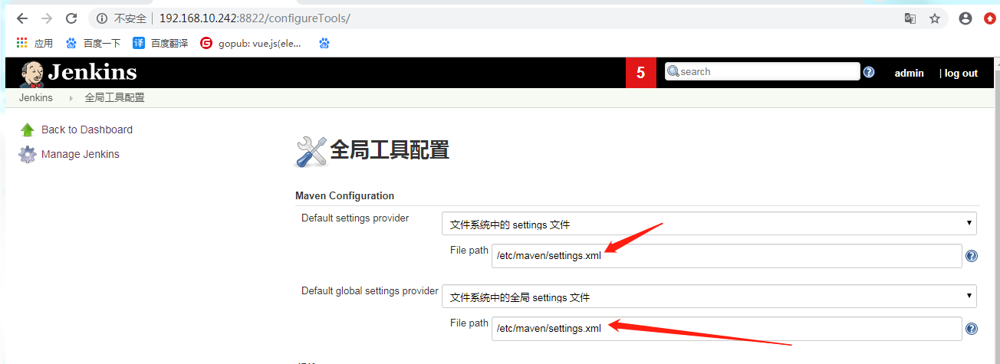 不安全 | 192.168.10.242:8822/configureTools/
应用 百度一下 译 百度翻译 G gopub: vue.js(ele...
Jenkins 5 search ? admin | log out
Jenkins 全局工具配置
Back to Dashboard
Manage Jenkins
全局工具配置
Maven Configuration
Default settings provider 文件系统中的 settings 文件
File path /etc/maven/settings.xml ?
Default global settings provider 文件系统中的全局 settings 文件
File path /etc/maven/settings.xml ?